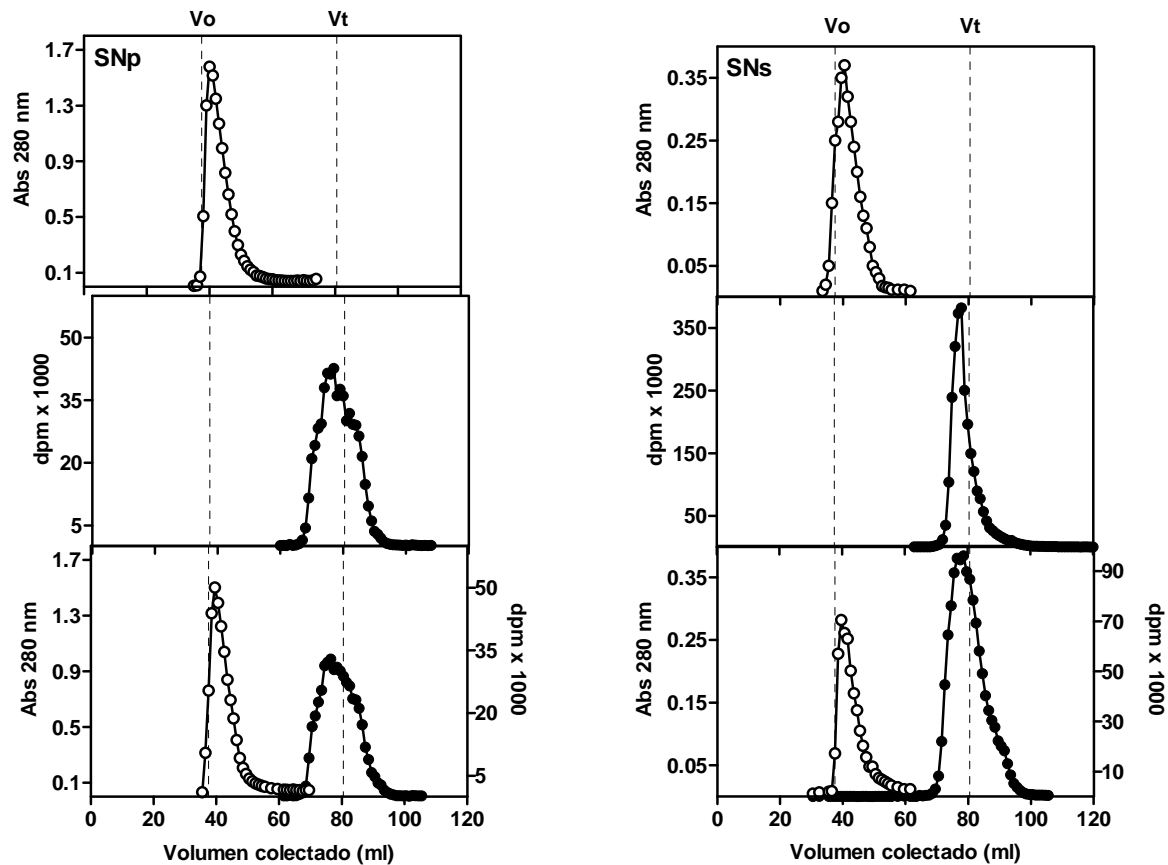 Vo Vt
SNp
1.7
1.3
0.9
0.5
0.1
Abs 280 nm
50
35
20
5
dpm x 1000
1.7
1.3
0.9
0.5
0.1
Abs 280 nm
50
35
20
5
dpm x 1000
0 20 40 60 80 100 120
Volumen colectado (ml)
Vo Vt
SNs
0.35
0.25
0.15
0.05
Abs 280 nm
350
250
150
50
dpm x 1000
0.35
0.25
0.15
0.05
Abs 280 nm
90
70
50
30
10
dpm x 1000
0 20 40 60 80 100 120
Volumen colectado (ml)